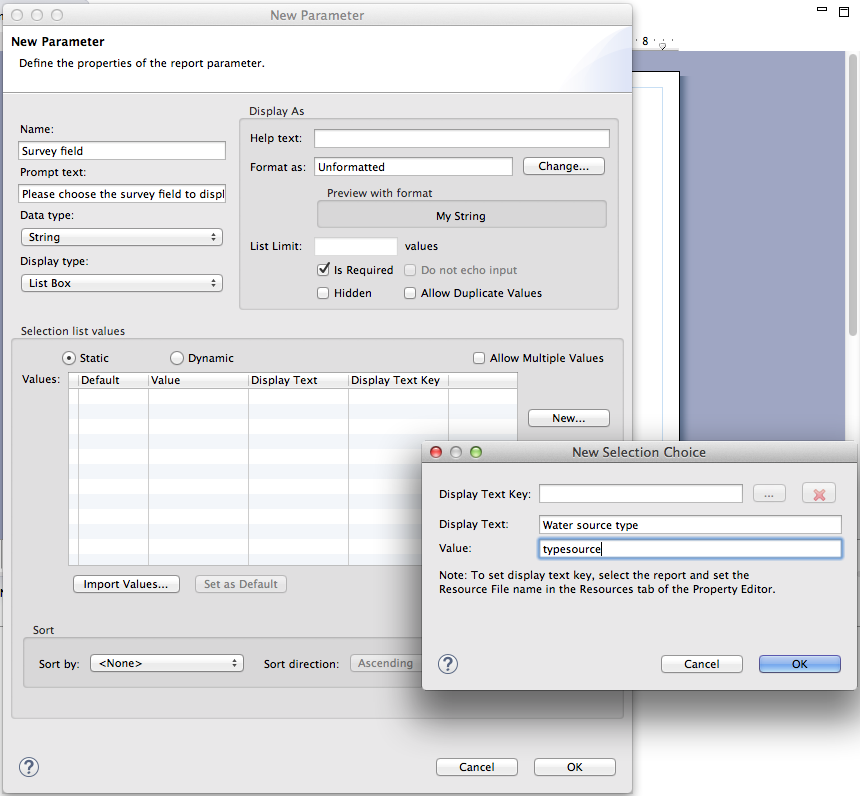 New Parameter
8
New Parameter
Define the properties of the report parameter.
Name:
Survey field
Prompt text:
Please choose the survey field to displ
Data type:
String
Display type:
List Box
Display As
Help text:
Format as: Unformatted Change...
Preview with format
My String
List Limit: values
Is Required Do not echo input
Hidden Allow Duplicate Values
Selection list values
Static Dynamic Allow Multiple Values
Values: Default Value Display Text Display Text Key
New...
Import Values... Set as Default
Sort
Sort by: <None> Sort direction: Ascending
? Cancel OK
New Selection Choice
Display Text Key: ...
Display Text: Water source type
Value: typesource
Note: To set display text key, select the report and set the
Resource File name in the Resources tab of the Property Editor.
? Cancel OK